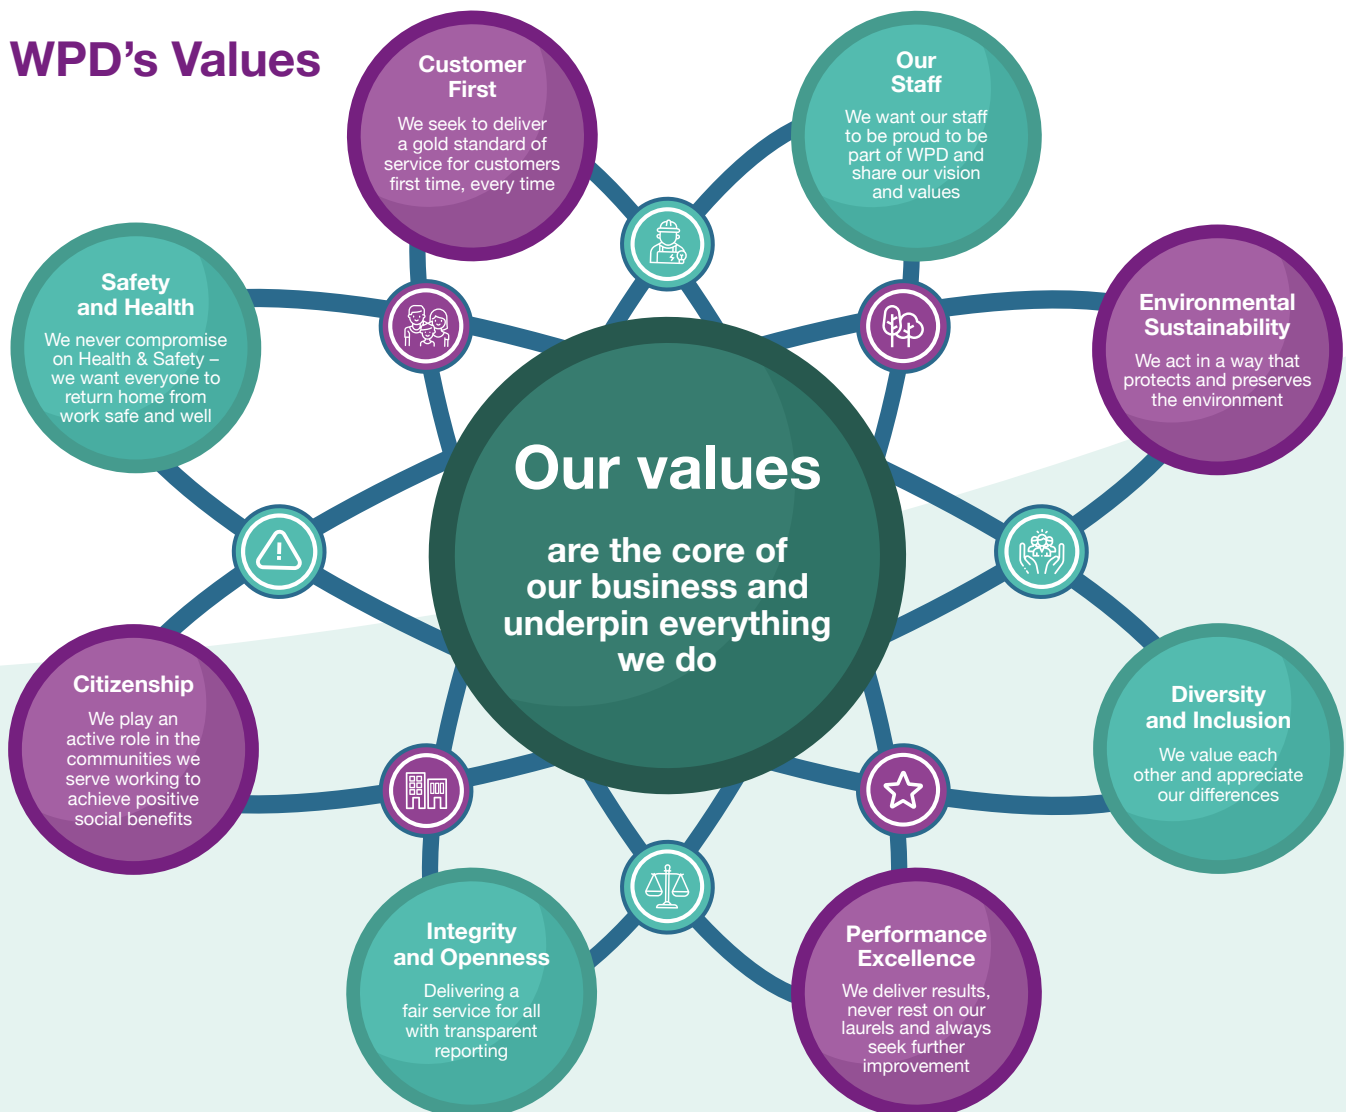 WPD's Values
Customer
First
We seek to deliver
a gold standard of
service for customers
first time, every time
Our
Staff
We want our staff
to be proud to be
part of WPD and
share our vision
and values
Safety
and Health
We never compromise
on Health & Safety –
we want everyone to
return home from
work safe and well
Environmental
Sustainability
We act in a way that
protects and preserves
the environment
Our values
are the core of
our business and
underpin everything
we do
Citizenship
We play an
active role in the
communities we
serve working to
achieve positive
social benefits
Diversity
and Inclusion
We value each
other and appreciate
our differences
Integrity
and Openness
Delivering a
fair service for all
with transparent
reporting
Performance
Excellence
We deliver results,
never rest on our
laurels and always
seek further
improvement